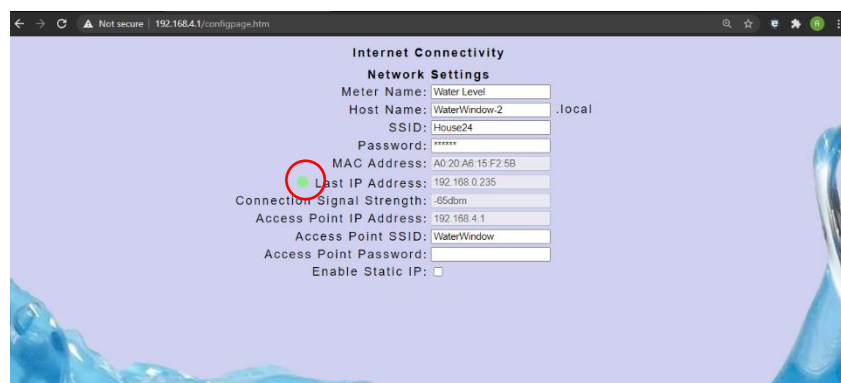 Not secure | 192.168.4.1/configpage.htm
Internet Connectivity
Network Settings
Meter Name: Water Level
Host Name: WaterWindow-2 .local
SSID: House24
Password: ******
MAC Address: A0:20:A6:15:F2:5B
Last IP Address: 192.168.0.235
Connection Signal Strength: -65dbm
Access Point IP Address: 192.168.4.1
Access Point SSID: WaterWindow
Access Point Password:
Enable Static IP: